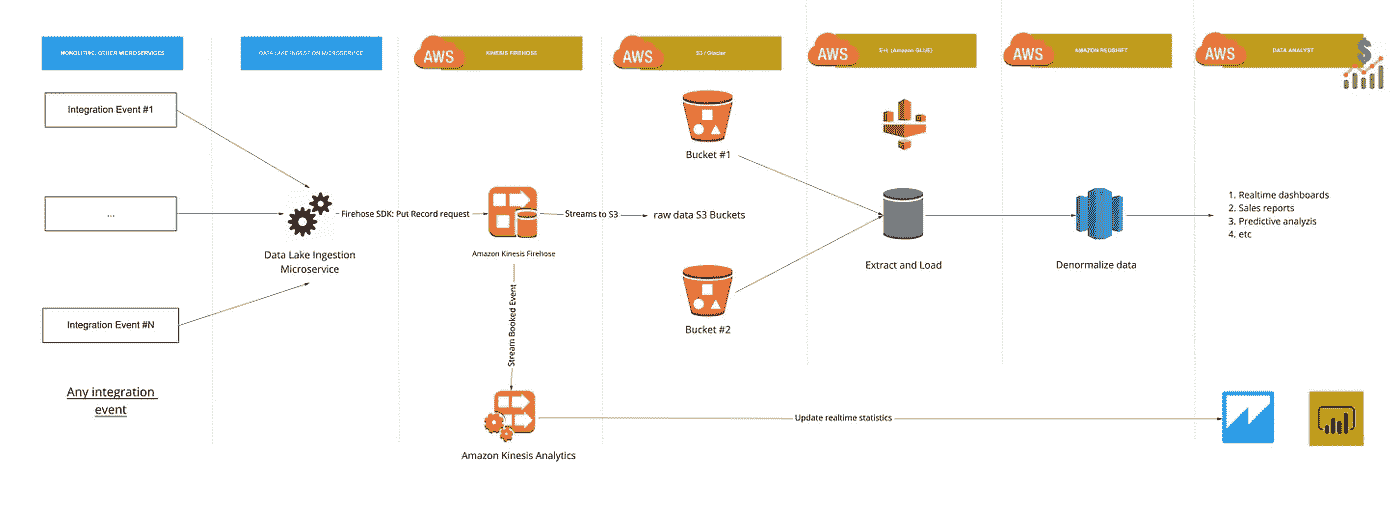 MONOLITHS, OTHER MICROSERVICES
DATA LAKE INGESTION MICROSERVICE
AWS
KINESIS FIREHOSE
AWS
S3 / Glacier
AWS
(Amazon GLUE)
AWS
AMAZON REDSHIFT
AWS
DATA ANALYST
Integration Event #1
...
Integration Event #N
Any integration
event
Data Lake Ingestion
Microservice
Firehose SDK: Put Record request
Amazon Kinesis Firehose
Streams to S3
Stream Booked Event
Amazon Kinesis Analytics
Bucket #1
raw data S3 Buckets
Bucket #2
Extract and Load
Denormalize data
1. Realtime dashboards
2. Sales reports
3. Predictive analyzis
4. etc
Update realtime statistics